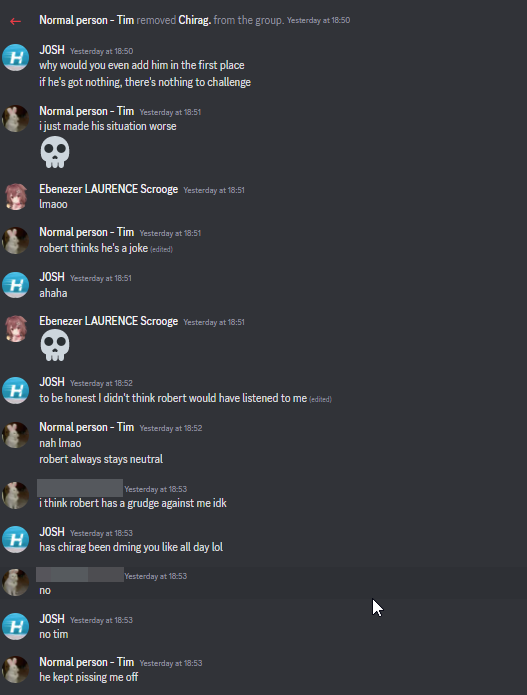 Normal person - Tim removed Chirag. from the group. Yesterday at 18:50
JOSH Yesterday at 18:50
why would you even add him in the first place
if he's got nothing, there's nothing to challenge
Normal person - Tim Yesterday at 18:51
i just made his situation worse
Ebenezer LAURENCE Scrooge Yesterday at 18:51
lmaoo
Normal person - Tim Yesterday at 18:51
robert thinks he's a joke (edited)
JOSH Yesterday at 18:51
ahaha
Ebenezer LAURENCE Scrooge Yesterday at 18:51
JOSH Yesterday at 18:52
to be honest I didn't think robert would have listened to me (edited)
Normal person - Tim Yesterday at 18:52
nah lmao
robert always stays neutral
Yesterday at 18:53
i think robert has a grudge against me idk
JOSH Yesterday at 18:53
has chirag been dming you like all day lol
Yesterday at 18:53
no
JOSH Yesterday at 18:53
no tim
Normal person - Tim Yesterday at 18:53
he kept pissing me off